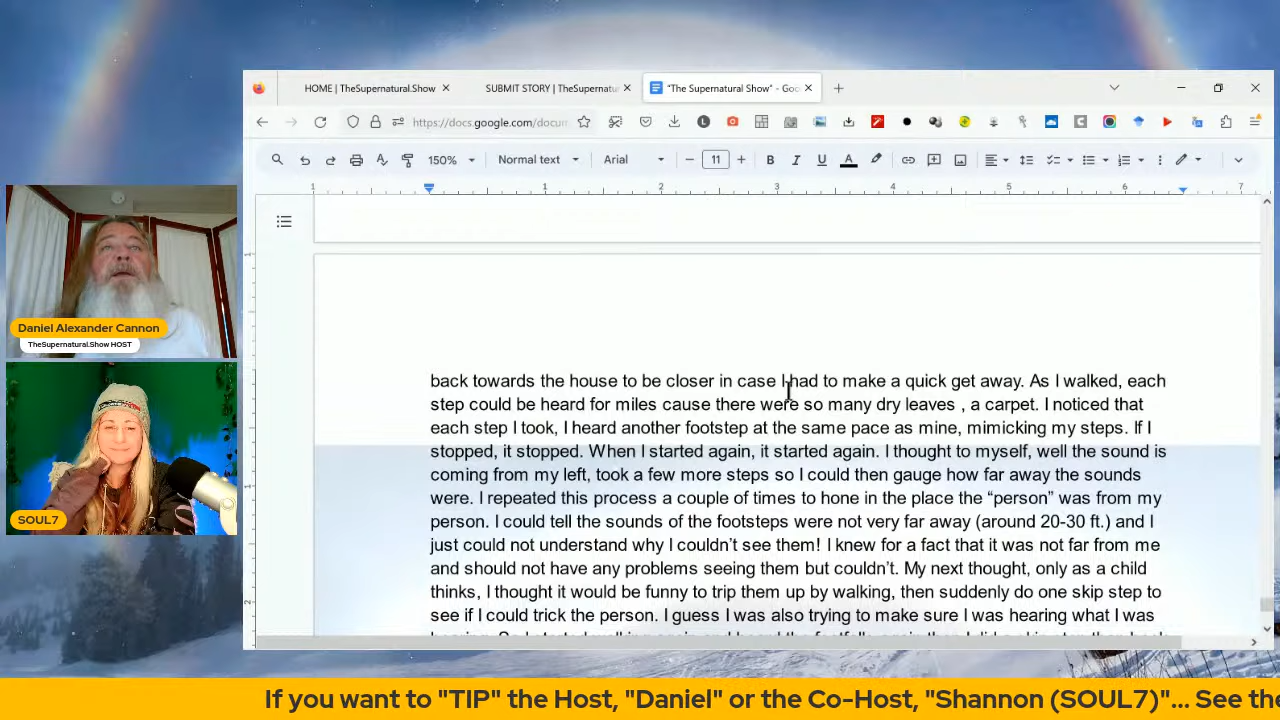 HOME | TheSupernatural.Show
SUBMIT STORY | TheSupernatu
"The Supernatural Show" - Goo
https://docs.google.com/docum
150%
Normal text
Arial
11
1 1 2 3 4 5 6 7
back towards the house to be closer in case I had to make a quick get away. As I walked, each
step could be heard for miles cause there were so many dry leaves , a carpet. I noticed that
each step I took, I heard another footstep at the same pace as mine, mimicking my steps. If I
stopped, it stopped. When I started again, it started again. I thought to myself, well the sound is
coming from my left, took a few more steps so I could then gauge how far away the sounds
were. I repeated this process a couple of times to hone in the place the “person” was from my
person. I could tell the sounds of the footsteps were not very far away (around 20-30 ft.) and I
just could not understand why I couldn’t see them! I knew for a fact that it was not far from me
and should not have any problems seeing them but couldn’t. My next thought, only as a child
thinks, I thought it would be funny to trip them up by walking, then suddenly do one skip step to
see if I could trick the person. I guess I was also trying to make sure I was hearing what I was
Daniel Alexander Cannon
TheSupernatural.Show HOST
SOUL7
If you want to "TIP" the Host, "Daniel" or the Co-Host, "Shannon (SOUL7)"... See the